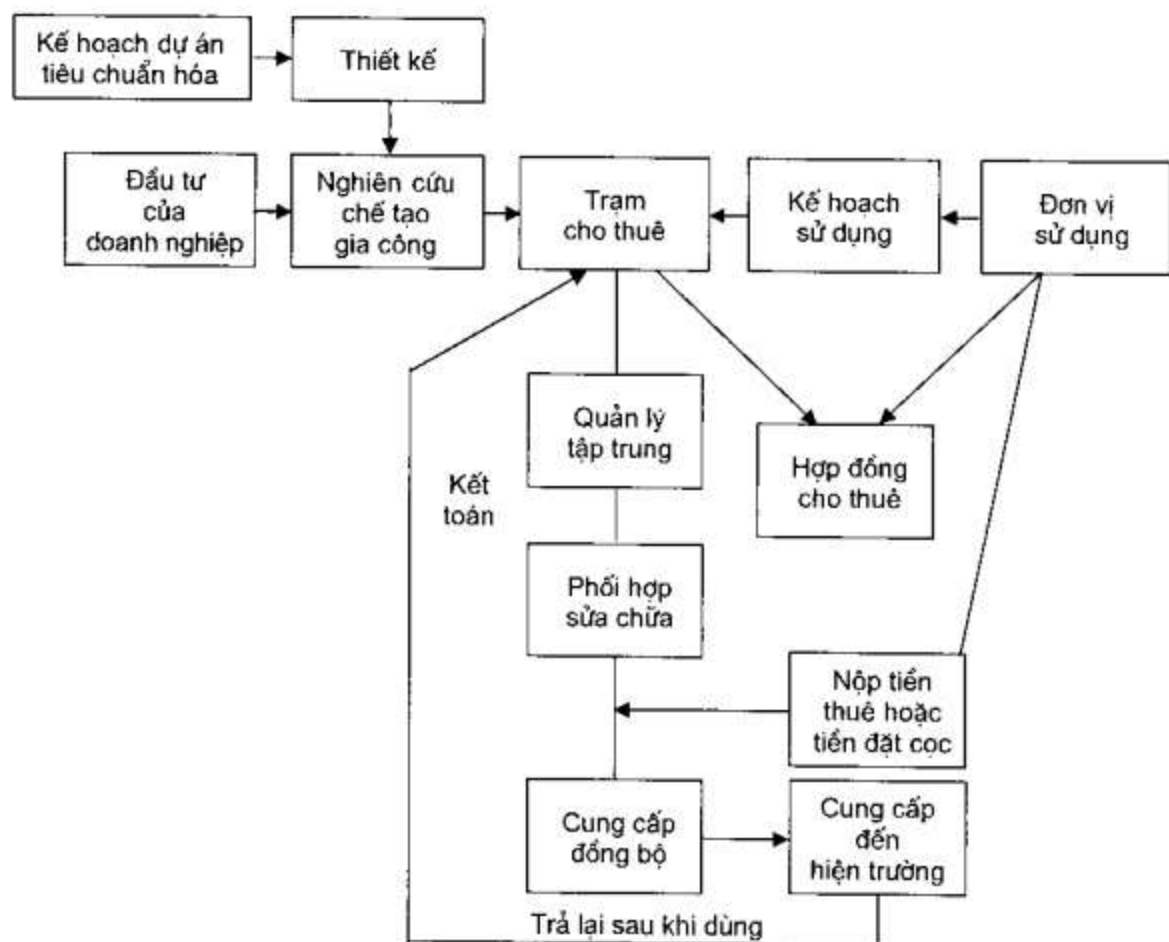 Kế hoạch dự án
tiêu chuẩn hóa
Thiết kế
Đầu tư
của
doanh nghiệp
Nghiên cứu
chế tạo
gia công
Trạm
cho thuê
Kế hoạch
sử dụng
Đơn vị
sử dụng
Quản lý
tập trung
Hợp đồng
cho thuê
Kết
toán
Phối hợp
sửa chữa
Nộp tiền
thuê hoặc
tiền đặt cọc
Cung cấp
đồng bộ
Cung cấp
đến
hiện trường
Trả lại sau khi dùng